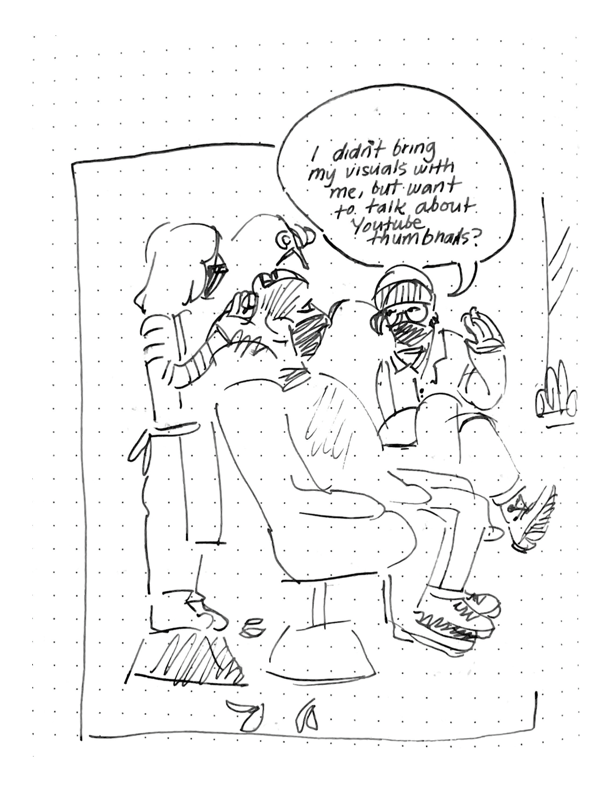 I didn't bring
my visuals with
me, but want
to talk about
Youtube
thumbnails?